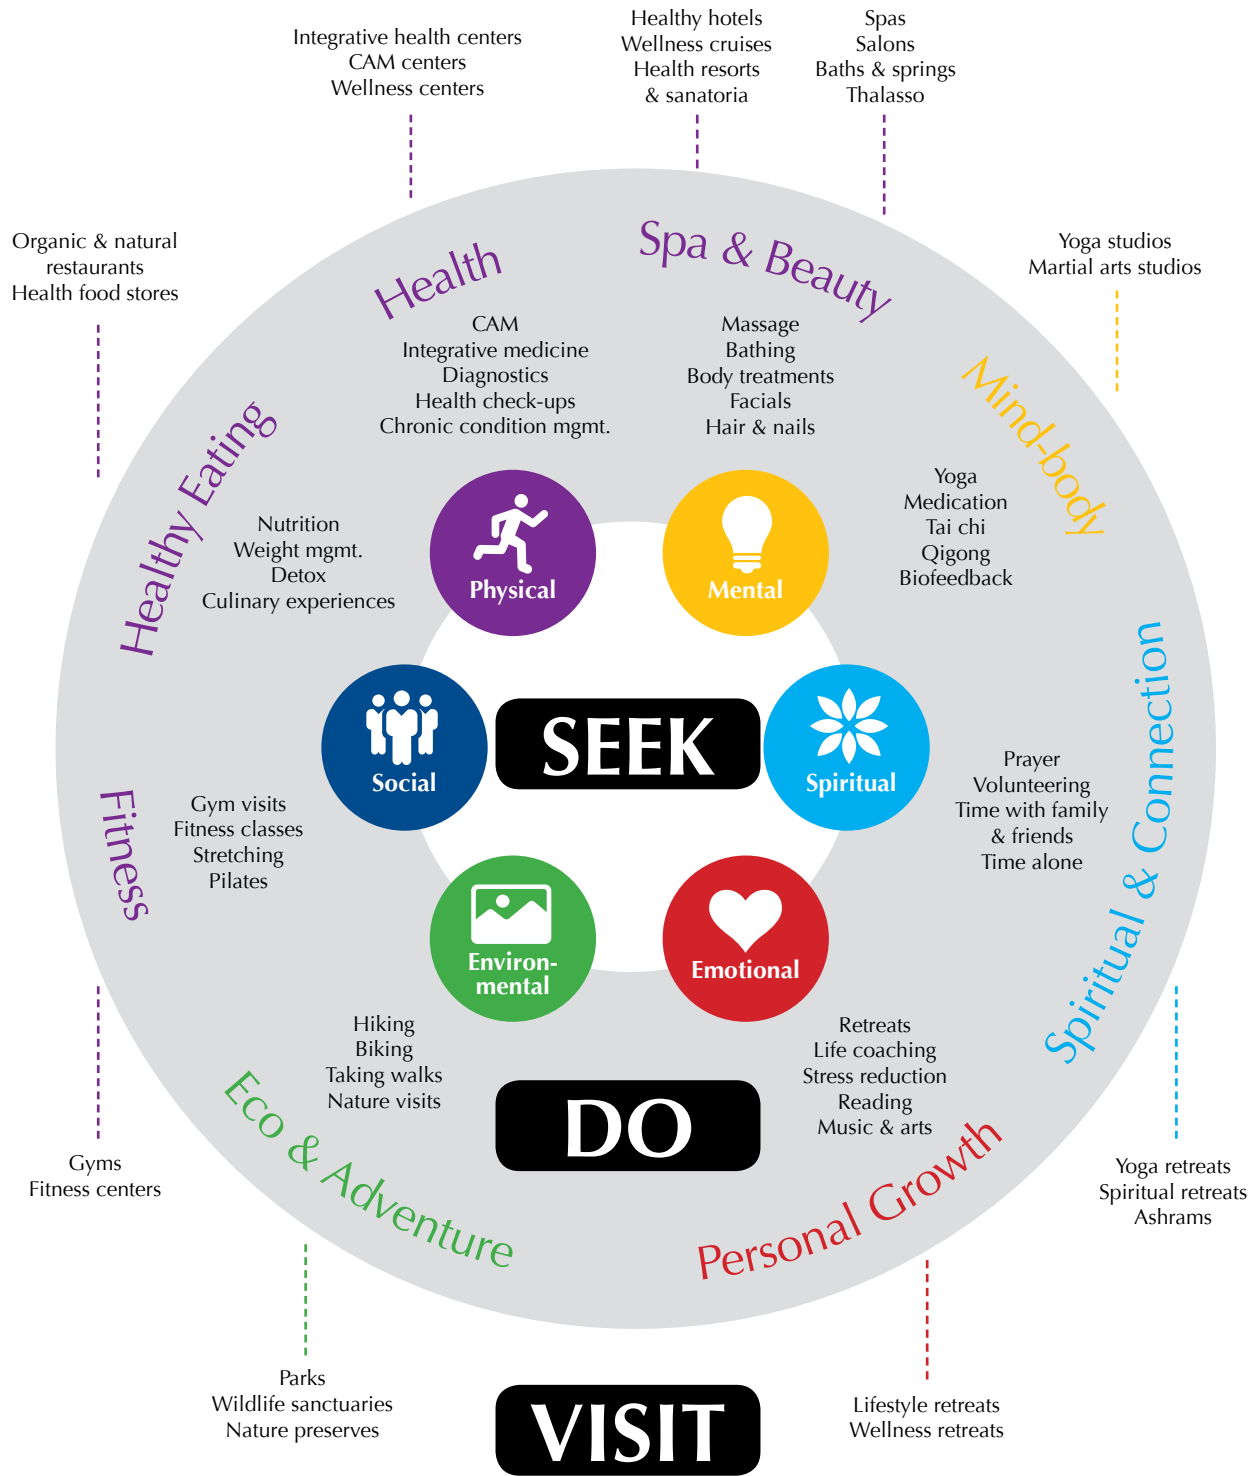 Integrative health centers
CAM centers
Wellness centers
Healthy hotels
Wellness cruises
Health resorts
& sanatoria
Spas
Salons
Baths & springs
Thalasso
Organic & natural
restaurants
Health food stores
Yoga studios
Martial arts studios
Health
CAM
Integrative medicine
Diagnostics
Health check-ups
Chronic condition mgmt.
Spa & Beauty
Massage
Bathing
Body treatments
Facials
Hair & nails
Mind-body
Yoga
Medication
Tai chi
Qigong
Biofeedback
Healthy Eating
Nutrition
Weight mgmt.
Detox
Culinary experiences
Physical
Mental
Social
SEEK
Spiritual
Environ-
mental
Emotional
Spiritual & Connection
Prayer
Volunteering
Time with family
& friends
Time alone
Fitness
Gym visits
Fitness classes
Stretching
Pilates
Eco & Adventure
Hiking
Biking
Taking walks
Nature visits
DO
Retreats
Life coaching
Stress reduction
Reading
Music & arts
Personal Growth
Gyms
Fitness centers
Yoga retreats
Spiritual retreats
Ashrams
Parks
Wildlife sanctuaries
Nature preserves
VISIT
Lifestyle retreats
Wellness retreats